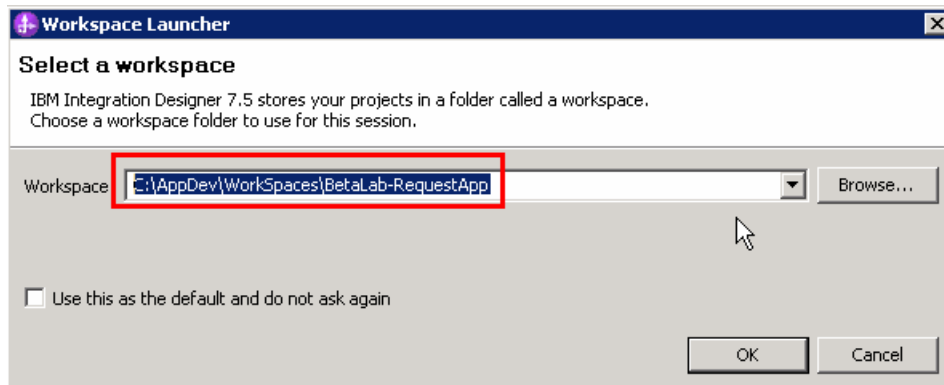 Workspace Launcher
Select a workspace
IBM Integration Designer 7.5 stores your projects in a folder called a workspace.
Choose a workspace folder to use for this session.
Workspace C:\AppDev\WorkSpaces\BetaLab-RequestApp Browse...
Use this as the default and do not ask again
OK Cancel